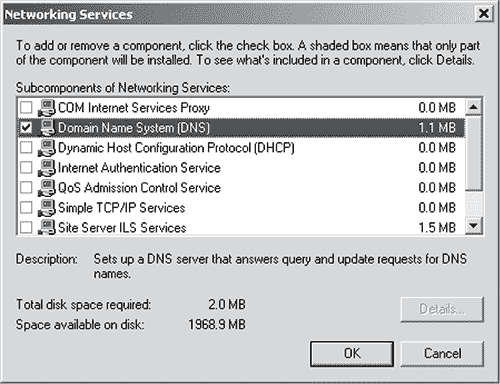 Networking Services
To add or remove a component, click the check box. A shaded box means that only part
of the component will be installed. To see what's included in a component, click Details.
Subcomponents of Networking Services:
COM Internet Services Proxy 0.0 MB
Domain Name System (DNS) 1.1 MB
Dynamic Host Configuration Protocol (DHCP) 0.0 MB
Internet Authentication Service 0.0 MB
QoS Admission Control Service 0.0 MB
Simple TCP/IP Services 0.0 MB
Site Server ILS Services 1.5 MB
Description: Sets up a DNS server that answers query and update requests for DNS
names.
Total disk space required: 2.0 MB
Space available on disk: 1968.9 MB
Details...
OK Cancel